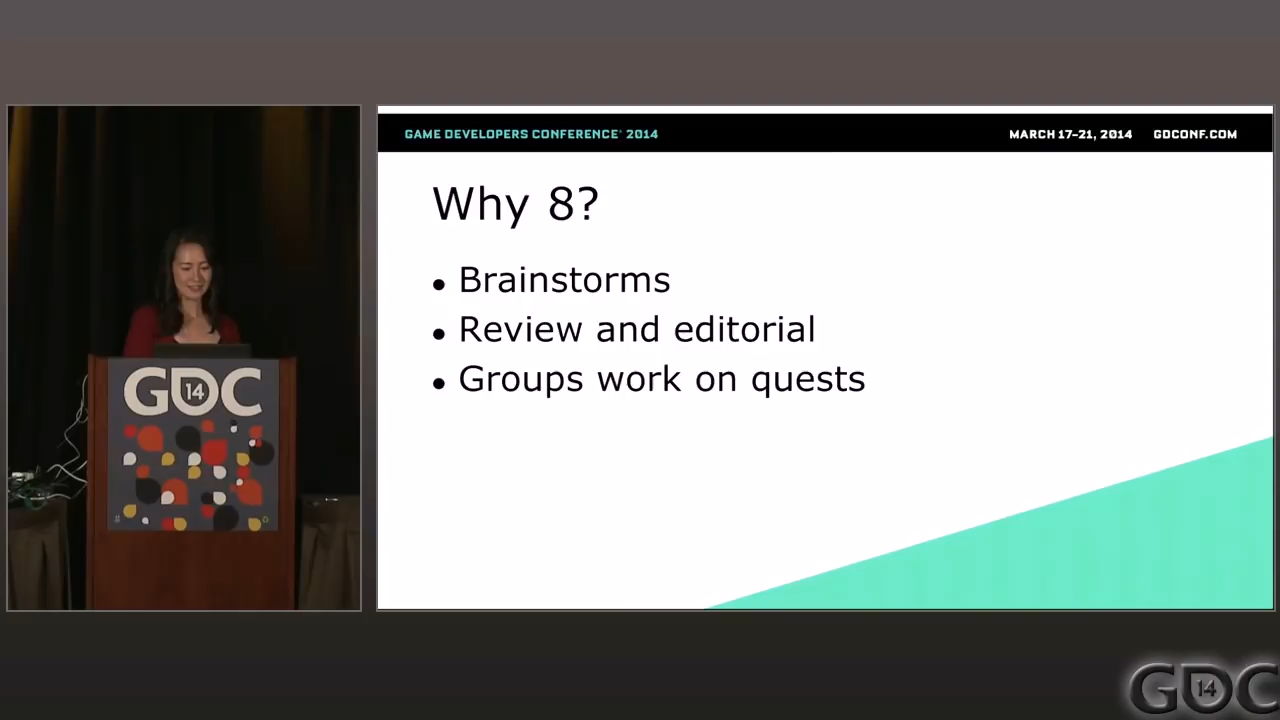 GAME DEVELOPERS CONFERENCE® 2014
MARCH 17–21, 2014 GDCONF.COM
Why 8?
• Brainstorms
• Review and editorial
• Groups work on quests
GDC
14
GDC
14